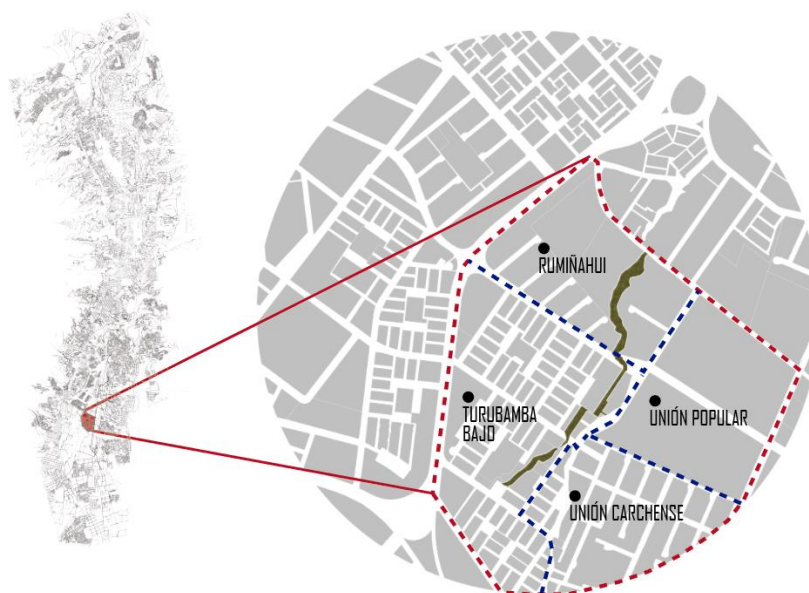 RUMIÑAHUI
TURUBAMBA
BAJO
UNIÓN POPULAR
UNIÓN CARCHENSE